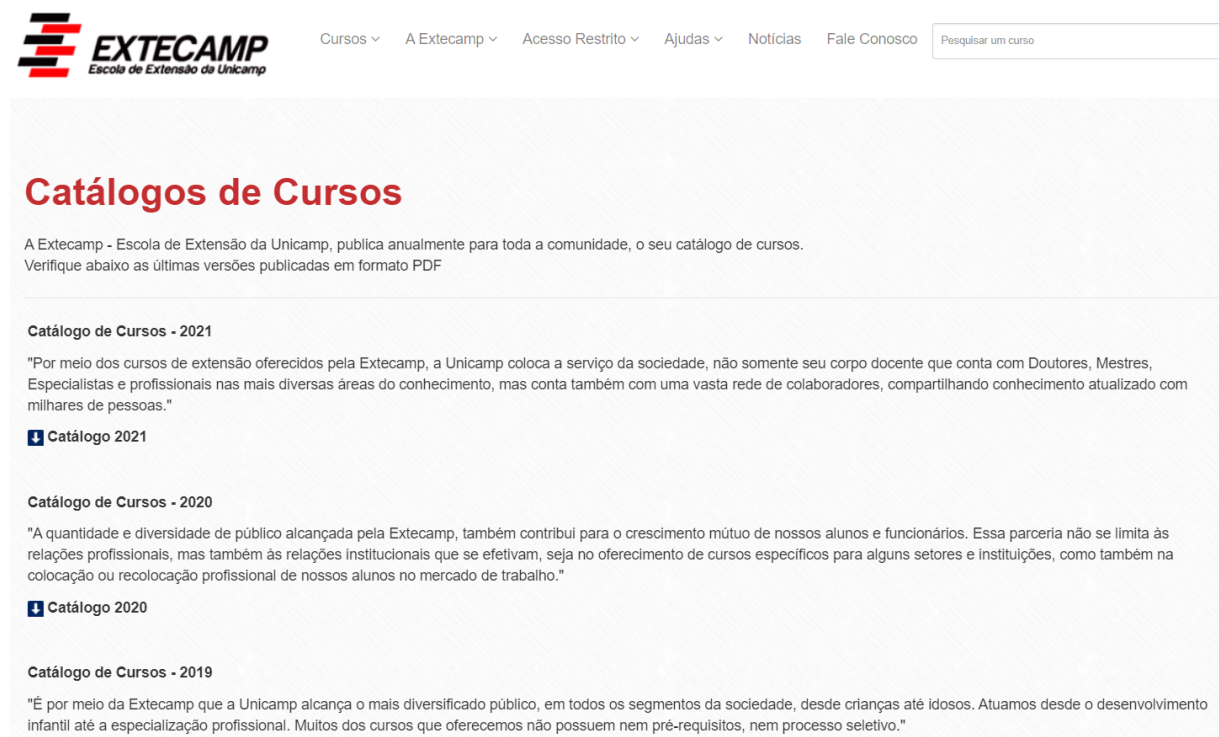 EXTECAMP
Escola de Extensão da Unicamp
Cursos A Extecamp Acesso Restrito Ajudas Notícias Fale Conosco Pesquisar um curso
Catálogos de Cursos
A Extecamp - Escola de Extensão da Unicamp, publica anualmente para toda a comunidade, o seu catálogo de cursos.
Verifique abaixo as últimas versões publicadas em formato PDF
Catálogo de Cursos - 2021
"Por meio dos cursos de extensão oferecidos pela Extecamp, a Unicamp coloca a serviço da sociedade, não somente seu corpo docente que conta com Doutores, Mestres,
Especialistas e profissionais nas mais diversas áreas do conhecimento, mas conta também com uma vasta rede de colaboradores, compartilhando conhecimento atualizado com
milhares de pessoas."
Catálogo 2021
Catálogo de Cursos - 2020
"A quantidade e diversidade de público alcançada pela Extecamp, também contribui para o crescimento mútuo de nossos alunos e funcionários. Essa parceria não se limita às
relações profissionais, mas também às relações institucionais que se efetivam, seja no oferecimento de cursos específicos para alguns setores e instituições, como também na
colocação ou recolocação profissional de nossos alunos no mercado de trabalho."
Catálogo 2020
Catálogo de Cursos - 2019
"É por meio da Extecamp que a Unicamp alcança o mais diversificado público, em todos os segmentos da sociedade, desde crianças até idosos. Atuamos desde o desenvolvimento
infantil até a especialização profissional. Muitos dos cursos que oferecemos não possuem nem pré-requisitos, nem processo seletivo."